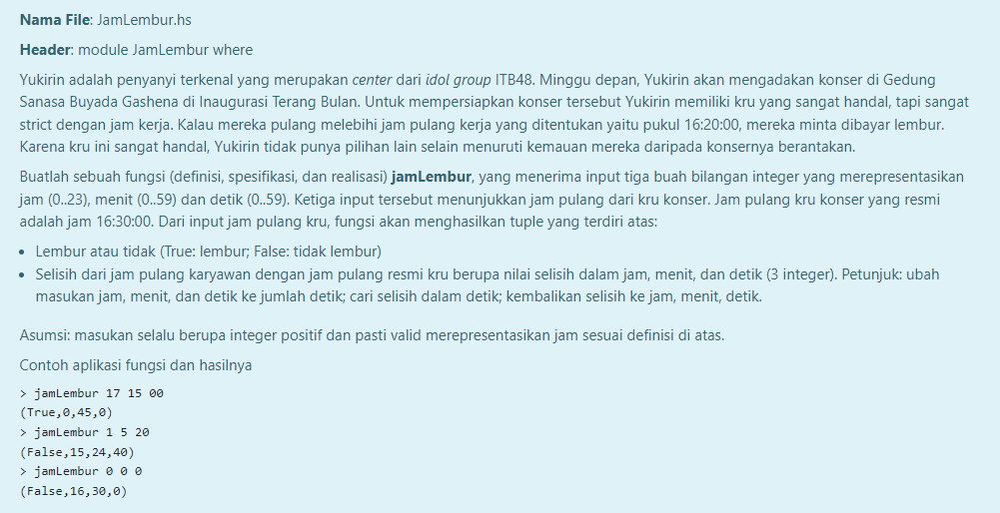 Nama File: JamLembur.hs
Header: module JamLembur where
Yukirin adalah penyanyi terkenal yang merupakan center dari idol group ITB48. Minggu depan, Yukirin akan mengadakan konser di Gedung
Sanasa Buyada Gashena di Inaugurasi Terang Bulan. Untuk mempersiapkan konser tersebut Yukirin memiliki kru yang sangat handal, tapi sangat
strict dengan jam kerja. Kalau mereka pulang melebihi jam pulang kerja yang ditentukan yaitu pukul 16:20:00, mereka minta dibayar lembur.
Karena kru ini sangat handal, Yukirin tidak punya pilihan lain selain menuruti kemauan mereka daripada konsernya berantakan.
Buatlah sebuah fungsi (definisi, spesifikasi, dan realisasi) jamLembur, yang menerima input tiga buah bilangan integer yang merepresentasikan
jam (0..23), menit (0..59) dan detik (0..59). Ketiga input tersebut menunjukkan jam pulang dari kru konser. Jam pulang kru konser yang resmi
adalah jam 16:30:00. Dari input jam pulang kru, fungsi akan menghasilkan tuple yang terdiri atas:
• Lembur atau tidak (True: lembur; False: tidak lembur)
• Selisih dari jam pulang karyawan dengan jam pulang resmi kru berupa nilai selisih dalam jam, menit, dan detik (3 integer). Petunjuk: ubah
masukan jam, menit, dan detik ke jumlah detik; cari selisih dalam detik; kembalikan selisih ke jam, menit, detik.
Asumsi: masukan selalu berupa integer positif dan pasti valid merepresentasikan jam sesuai definisi di atas.
Contoh aplikasi fungsi dan hasilnya
> jamLembur 17 15 00
(True,0,45,0)
> jamLembur 1 5 20
(False,15,24,40)
> jamLembur 0 0 0
(False,16,30,0)